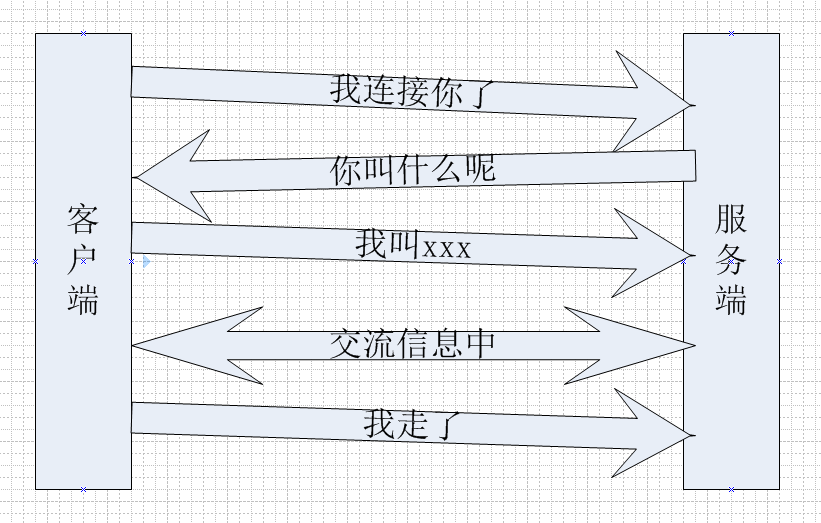 我连接你了
你叫什么呢
客户端
服务端
我叫xxx
交流信息中
我走了